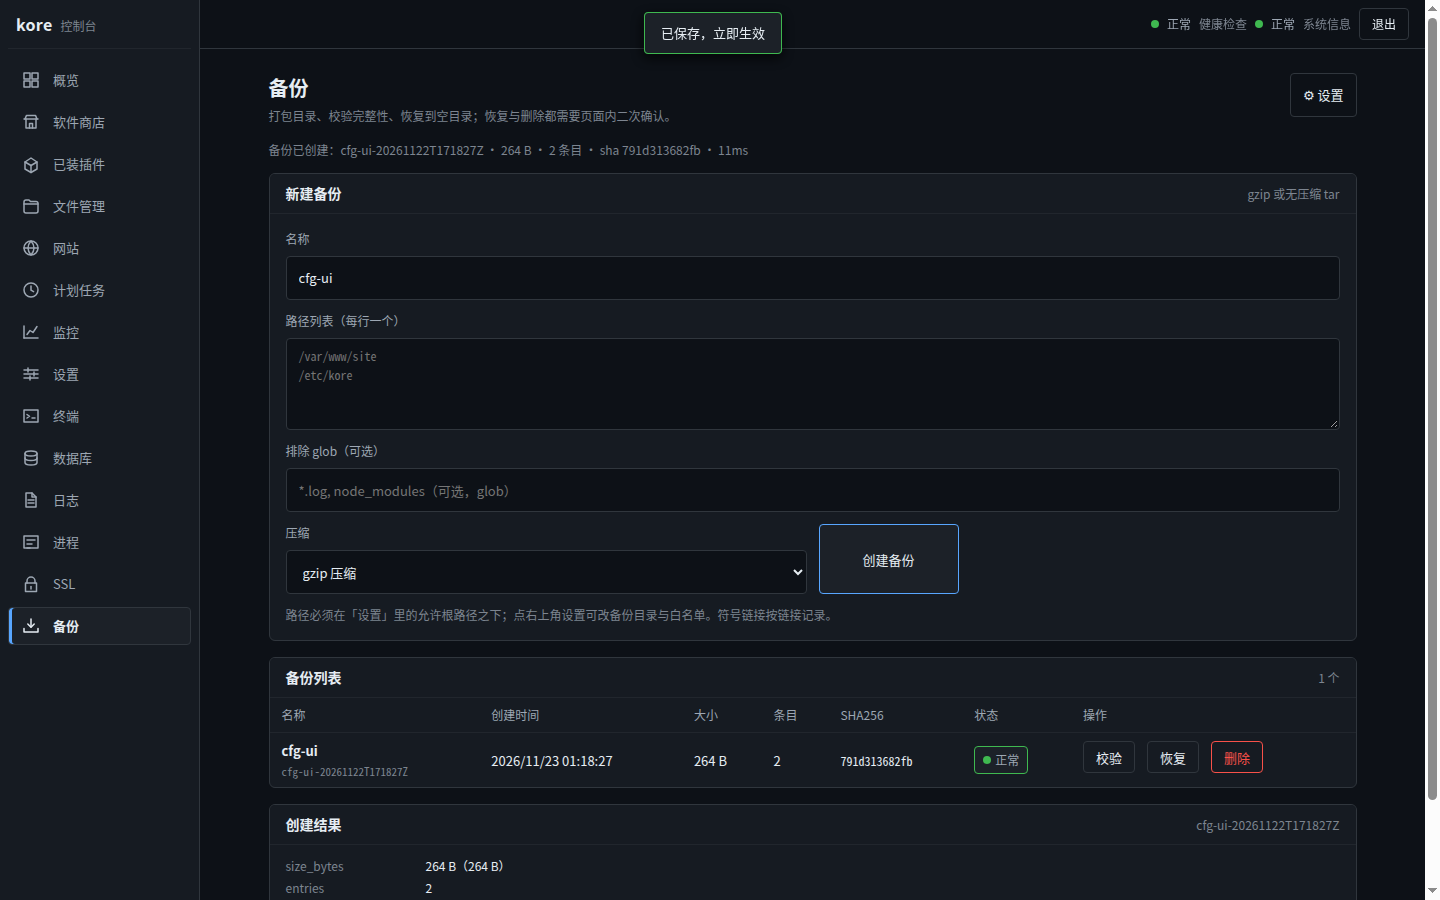 kore 控制台
已保存，立即生效
正常 健康检查 正常 系统信息 退出
概览
软件商店
已装插件
文件管理
网站
计划任务
监控
设置
终端
数据库
日志
进程
SSL
备份
备份
⚙ 设置
打包目录、校验完整性、恢复到空目录；恢复与删除都需要页面内二次确认。
备份已创建：cfg-ui-20261122T171827Z · 264 B · 2 条目 · sha 791d313682fb · 11ms
新建备份 gzip 或无压缩 tar
名称
cfg-ui
路径列表（每行一个）
/var/www/site
/etc/kore
排除 glob（可选）
*.log, node_modules（可选，glob）
压缩
gzip 压缩
创建备份
路径必须在「设置」里的允许根路径之下；点右上角设置可改备份目录与白名单。符号链接按链接记录。
备份列表 1 个
名称 创建时间 大小 条目 SHA256 状态 操作
cfg-ui 2026/11/23 01:18:27 264 B 2 791d313682fb 正常 校验 恢复 删除
cfg-ui-20261122T171827Z
创建结果 cfg-ui-20261122T171827Z
size_bytes 264 B（264 B）
entries 2